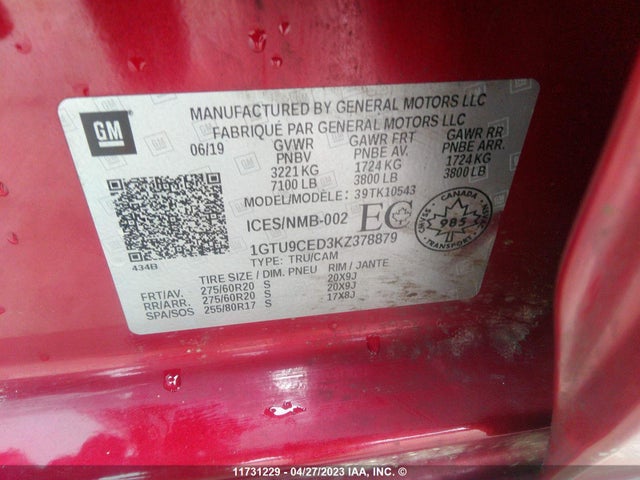 GM
MANUFACTURED BY GENERAL MOTORS LLC
FABRIQUÉ PAR GENERAL MOTORS LLC
06/19 GVWR GAWR FRT GAWR RR
PNBV PNBE AV. PNBE ARR.
3221 KG 1724 KG 1724 KG
7100 LB 3800 LB 3800 LB
MODEL/MODÈLE: 39TK10543
ICES/NMB-002 EC
CANADA
985
TRANSPORT
1GTU9CED3KZ378879
434B
TYPE: TRU/CAM
TIRE SIZE / DIM. PNEU RIM / JANTE
FRT/AV. 275/60R20 S 20X9J
RR/ARR. 275/60R20 S 20X9J
SPA/SOS 255/80R17 S 17X8J
11731229 - 04/27/2023 IAA, INC. ©